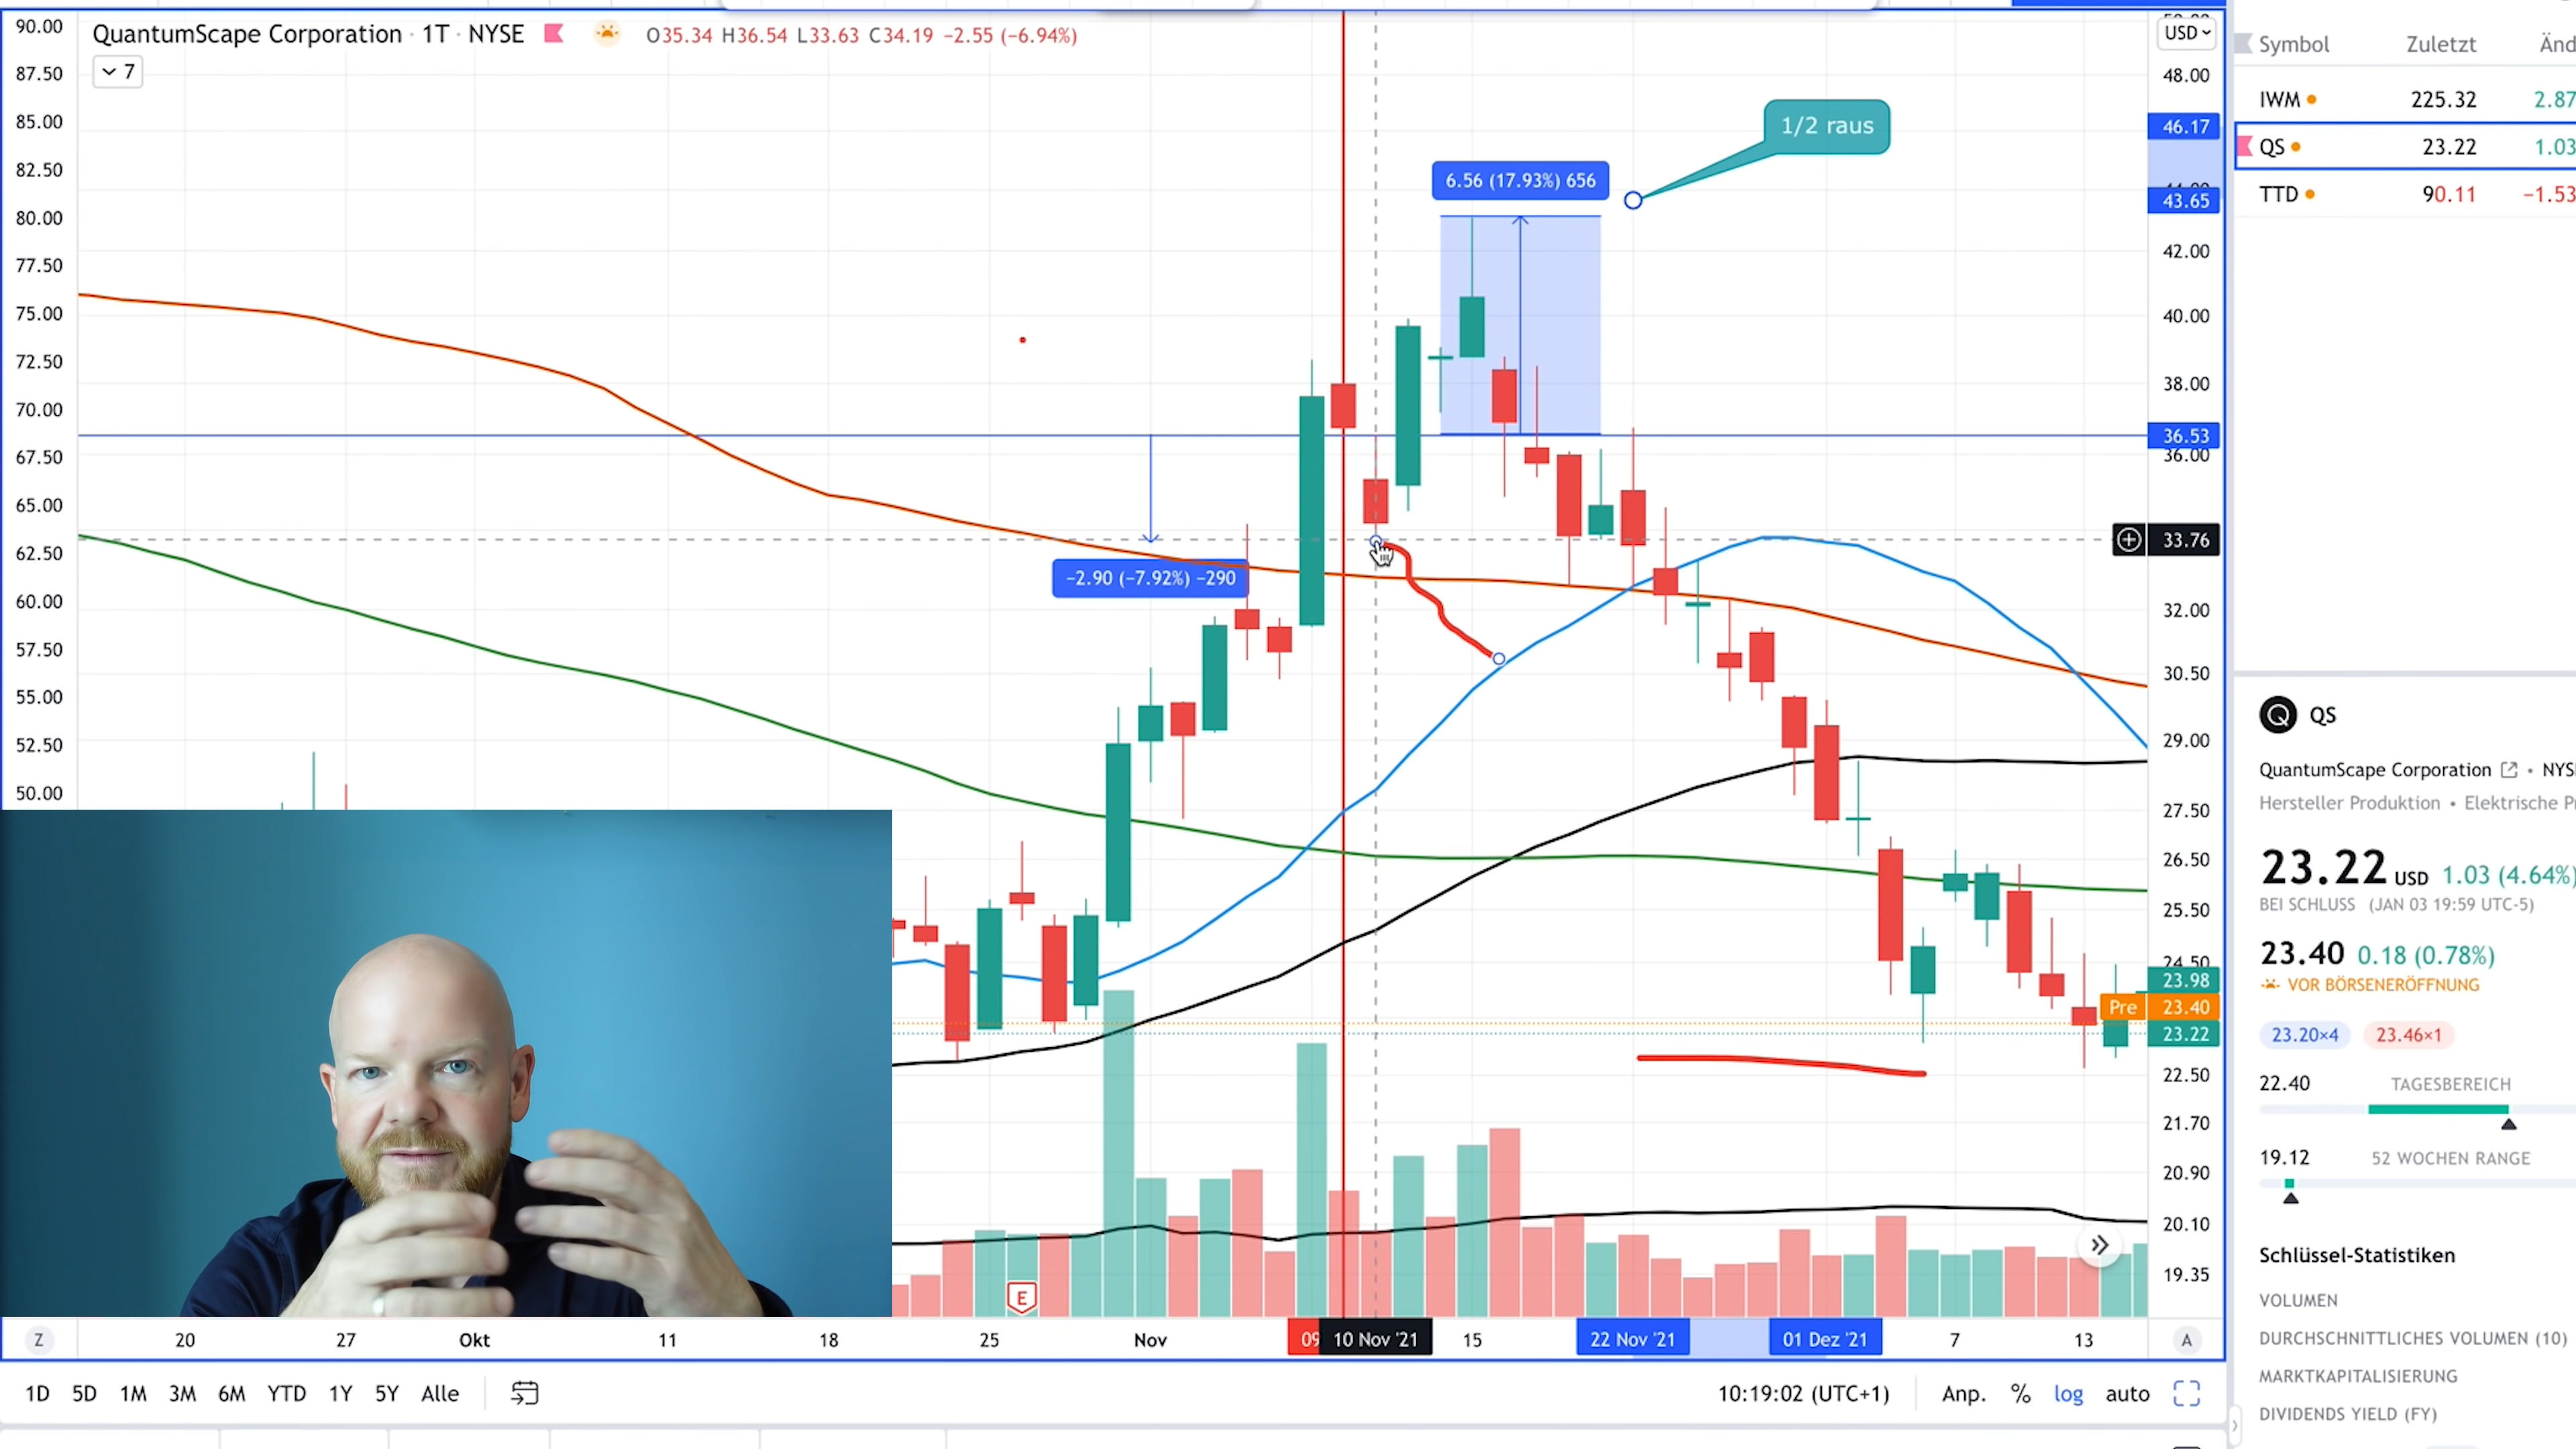 QuantumScape Corporation · 1T · NYSE O35.34 H36.54 L33.63 C34.19 −2.55 (−6.94%)
7
USD
90.00
87.50
85.00
82.50
80.00
77.50
75.00
72.50
70.00
67.50
65.00
62.50
60.00
57.50
55.00
52.50
50.00
1/2 raus
6.56 (17.93%) 656
−2.90 (−7.92%) −290
48.00
46.17
43.65
42.00
40.00
38.00
36.53
36.00
33.76
32.00
30.50
29.00
27.50
26.50
25.50
24.50
23.98
Pre 23.40
23.22
22.50
21.70
20.90
20.10
19.35
E
Z 20 27 Okt 11 18 25 Nov 09 10 Nov '21 15 22 Nov '21 01 Dez '21 7 13 A
1D 5D 1M 3M 6M YTD 1Y 5Y Alle 10:19:02 (UTC+1) Anp. % log auto
Symbol Zuletzt Änd
IWM 225.32 2.87
QS 23.22 1.03
TTD 90.11 −1.53
QS
QuantumScape Corporation • NYS
Hersteller Produktion • Elektrische P
23.22 USD 1.03 (4.64%)
BEI SCHLUSS (JAN 03 19:59 UTC-5)
23.40 0.18 (0.78%)
VOR BÖRSENERÖFFNUNG
23.20×4 23.46×1
22.40 TAGESBEREICH
19.12 52 WOCHEN RANGE
Schlüssel-Statistiken
VOLUMEN
DURCHSCHNITTLICHES VOLUMEN (10)
MARKTKAPITALISIERUNG
DIVIDENDS YIELD (FY)